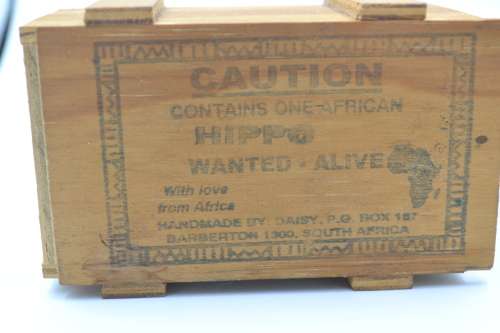 CAUTION
CONTAINS ONE AFRICAN
HIPPO
WANTED - ALIVE
With love
from Africa
HANDMADE BY: DAISY, P.O. BOX 187
BARBERTON 1300, SOUTH AFRICA